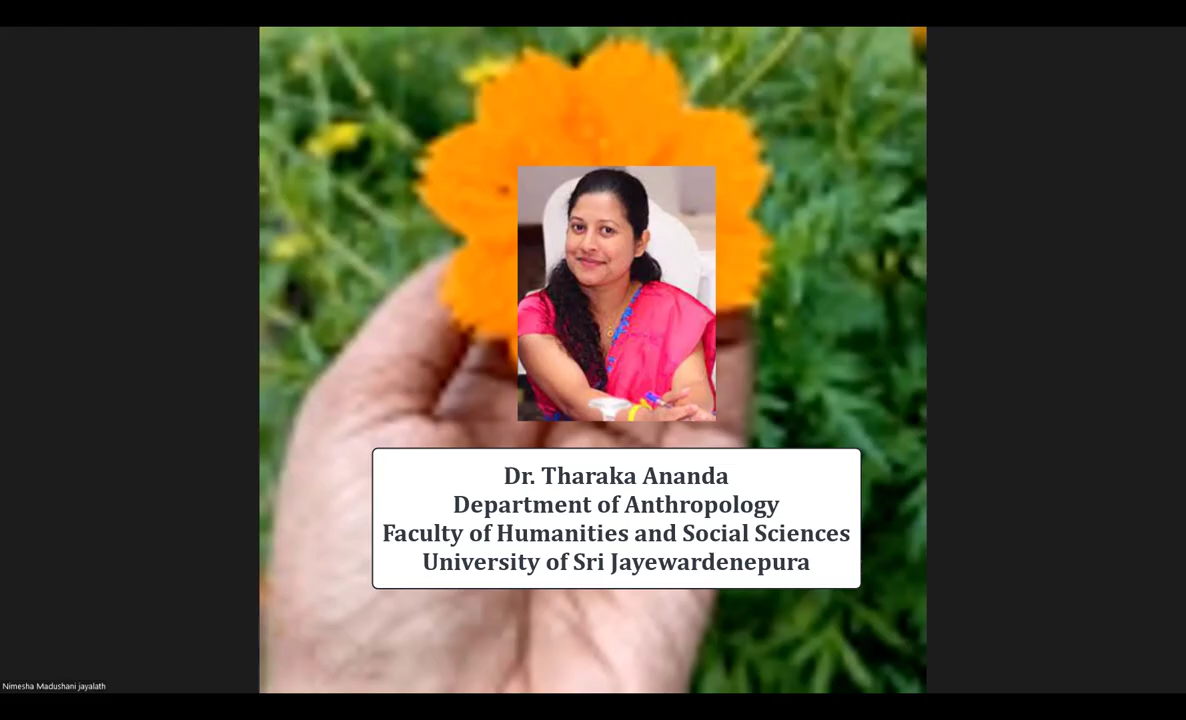 Dr. Tharaka Ananda
Department of Anthropology
Faculty of Humanities and Social Sciences
University of Sri Jayewardenepura
Nimesha Madushani jayalath